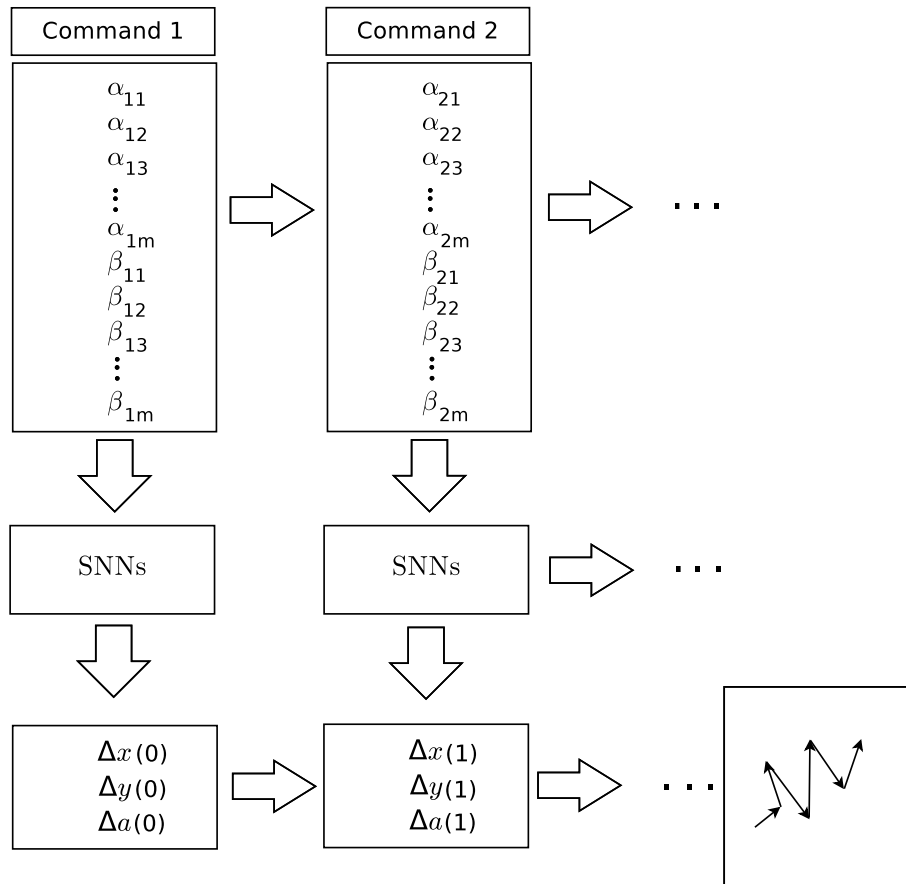 Command 1
α11
α12
α13
⋮
α1m
β11
β12
β13
⋮
β1m
Command 2
α21
α22
α23
⋮
α2m
β21
β22
β23
⋮
β2m
...
SNNs
SNNs
...
Δx(0)
Δy(0)
Δa(0)
Δx(1)
Δy(1)
Δa(1)
...